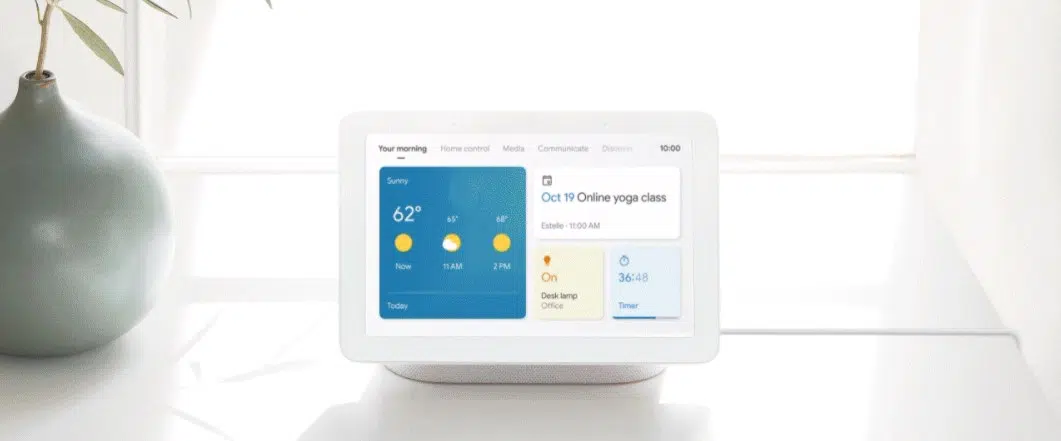 Your morning Home control Media Communicate Discover 10:00
Sunny
62° 65° 68°
Now 11 AM 2 PM
Today
Oct 19 Online yoga class
Estelle · 11:00 AM
On
Desk lamp
Office
36:48
Timer